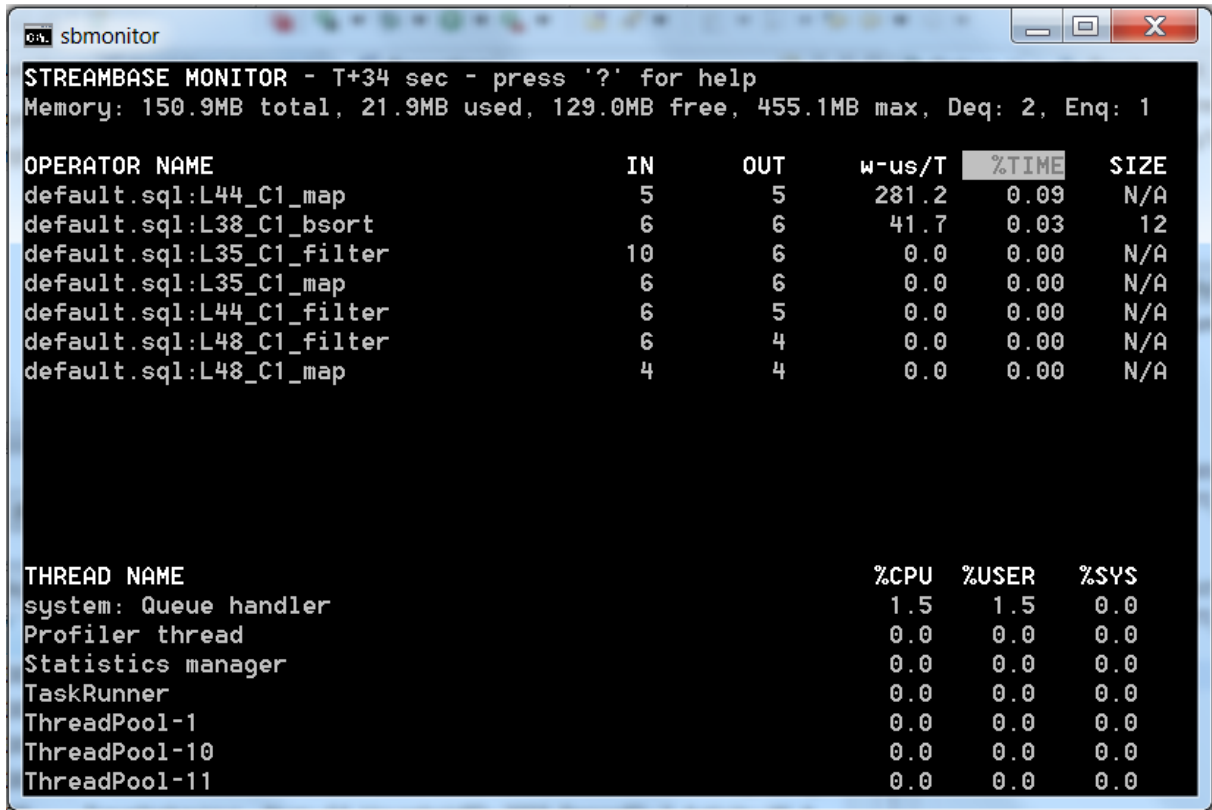 sbmonitor
STREAMBASE MONITOR - T+34 sec - press '?' for help
Memory: 150.9MB total, 21.9MB used, 129.0MB free, 455.1MB max, Deq: 2, Enq: 1
OPERATOR NAME IN OUT w-us/T %TIME SIZE
default.sql:L44_C1_map 5 5 281.2 0.09 N/A
default.sql:L38_C1_bsort 6 6 41.7 0.03 12
default.sql:L35_C1_filter 10 6 0.0 0.00 N/A
default.sql:L35_C1_map 6 6 0.0 0.00 N/A
default.sql:L44_C1_filter 6 5 0.0 0.00 N/A
default.sql:L48_C1_filter 6 4 0.0 0.00 N/A
default.sql:L48_C1_map 4 4 0.0 0.00 N/A
THREAD NAME %CPU %USER %SYS
system: Queue handler 1.5 1.5 0.0
Profiler thread 0.0 0.0 0.0
Statistics manager 0.0 0.0 0.0
TaskRunner 0.0 0.0 0.0
ThreadPool-1 0.0 0.0 0.0
ThreadPool-10 0.0 0.0 0.0
ThreadPool-11 0.0 0.0 0.0